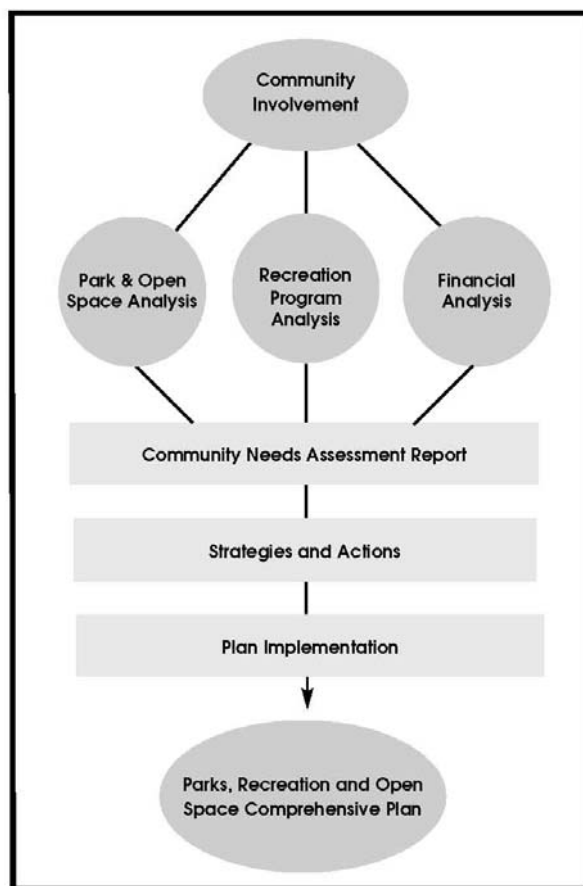 Community
Involvement
Park & Open
Space Analysis
Recreation
Program
Analysis
Financial
Analysis
Community Needs Assessment Report
Strategies and Actions
Plan Implementation
Parks, Recreation and Open
Space Comprehensive Plan